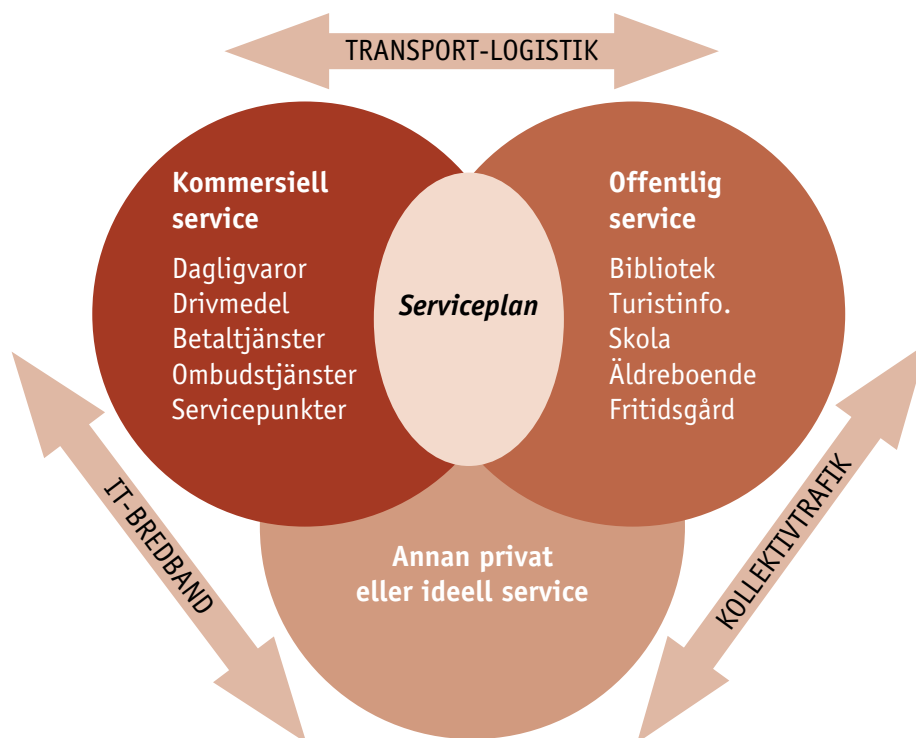 TRANSPORT-LOGISTIK
Kommersiell
service
Dagligvaror
Drivmedel
Betaltjänster
Ombudstjänster
Servicepunkter
Serviceplan
Offentlig
service
Bibliotek
Turistinfo.
Skola
Äldreboende
Fritidsgård
IT-BREDBAND
KOLLEKTIVTRAFIK
Annan privat
eller ideell service